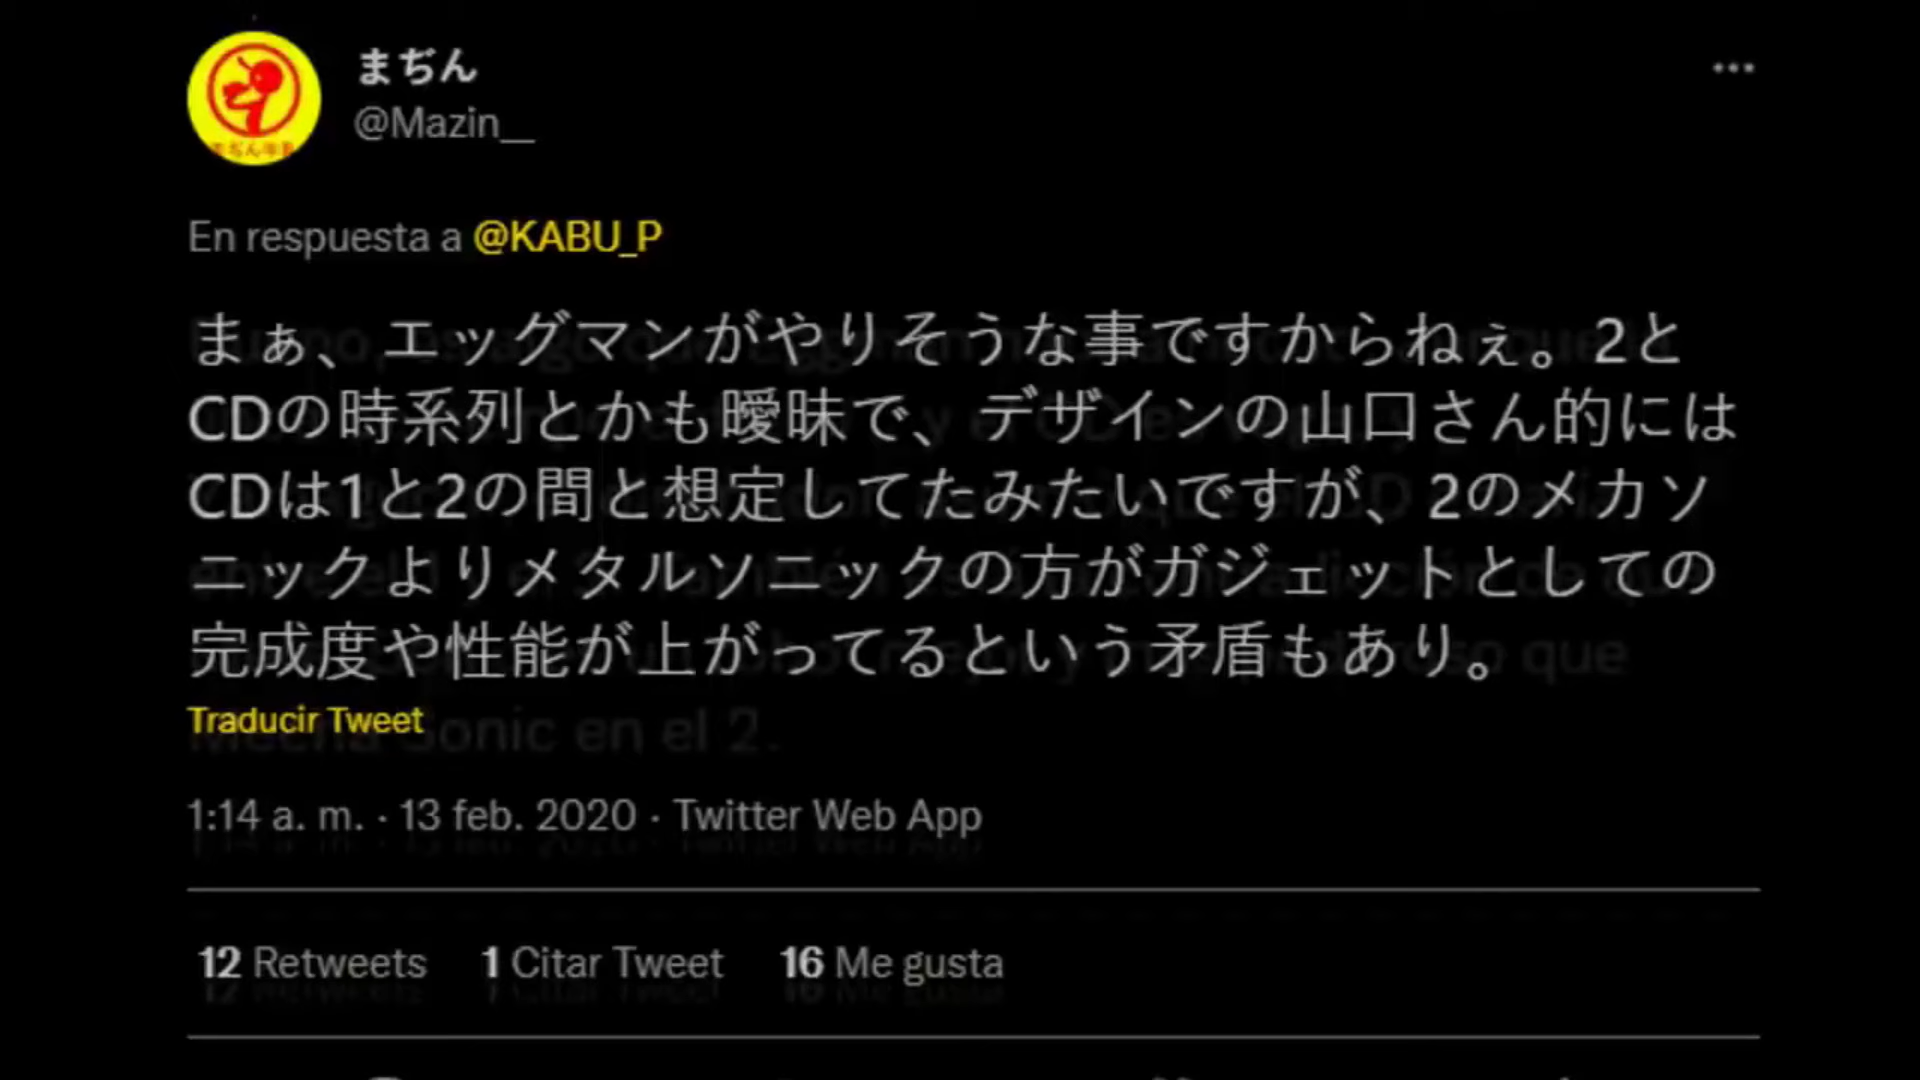 まぢん
@Mazin__
En respuesta a @KABU_P
まぁ、エッグマンがやりそうな事ですからねぇ。2と
CDの時系列とかも曖昧で、デザインの山口さん的には
CDは1と2の間と想定してたみたいですが、2のメカソ
ニックよりメタルソニックの方がガジェットとしての
完成度や性能が上がってるという矛盾もあり。
Traducir Tweet
Sonic en el 2.
1:14 a. m. · 13 feb. 2020 · Twitter Web App
12 Retweets 1 Citar Tweet 16 Me gusta